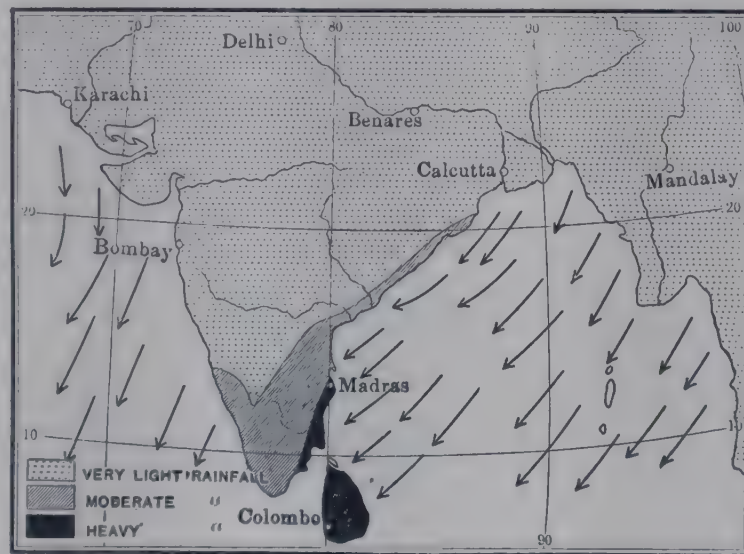 70 80 90 100
Delhi
Karachi
Benares
Calcutta
Mandalay
20 20
Bombay
Madras
10 10
VERY LIGHT RAINFALL
MODERATE "
HEAVY "
Colombo
90